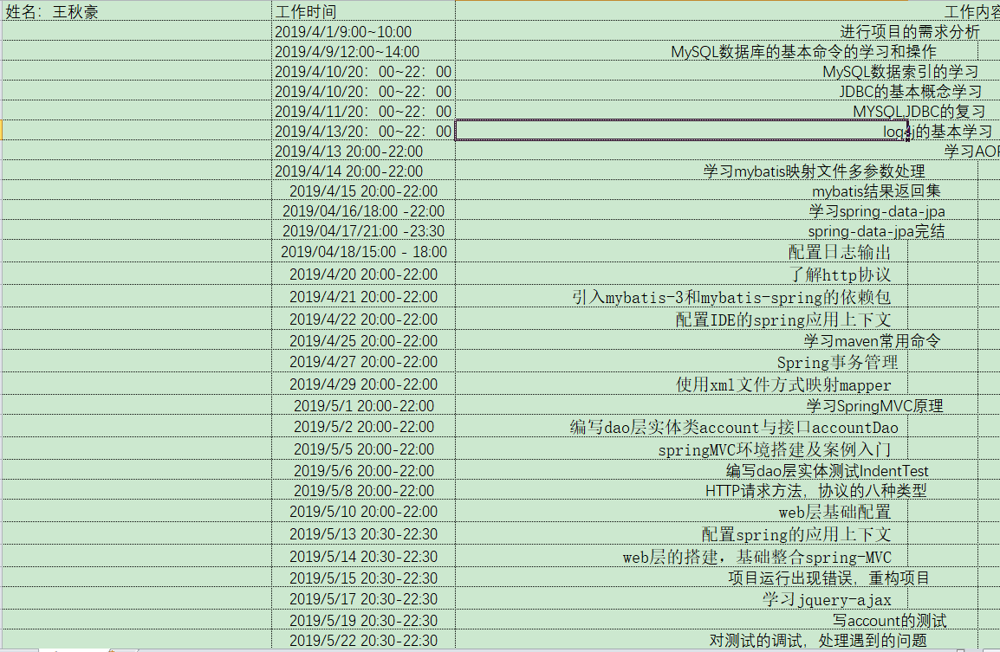 姓名：王秋豪 工作时间 工作内容
2019/4/1/9:00~10:00 进行项目的需求分析
2019/4/9/12:00~14:00 MySQL数据库的基本命令的学习和操作
2019/4/10/20：00~22：00 MySQL数据索引的学习
2019/4/10/20：00~22：00 JDBC的基本概念学习
2019/4/11/20：00~22：00 MYSQL,JDBC的复习
2019/4/13/20：00~22：00 log4j的基本学习
2019/4/13 20:00-22:00 学习AOP
2019/4/14 20:00-22:00 学习mybatis映射文件多参数处理
2019/4/15 20:00-22:00 mybatis结果返回集
2019/04/16/18:00 -22:00 学习spring-data-jpa
2019/04/17/21:00 -23:30 spring-data-jpa完结
2019/04/18/15:00 - 18:00 配置日志输出
2019/4/20 20:00-22:00 了解http协议
2019/4/21 20:00-22:00 引入mybatis-3和mybatis-spring的依赖包
2019/4/22 20:00-22:00 配置IDE的spring应用上下文
2019/4/25 20:00-22:00 学习maven常用命令
2019/4/27 20:00-22:00 Spring事务管理
2019/4/29 20:00-22:00 使用xml文件方式映射mapper
2019/5/1 20:00-22:00 学习SpringMVC原理
2019/5/2 20:00-22:00 编写dao层实体类account与接口accountDao
2019/5/5 20:00-22:00 springMVC环境搭建及案例入门
2019/5/6 20:00-22:00 编写dao层实体测试IndentTest
2019/5/8 20:00-22:00 HTTP请求方法，协议的八种类型
2019/5/10 20:00-22:00 web层基础配置
2019/5/13 20:30-22:30 配置spring的应用上下文
2019/5/14 20:30-22:30 web层的搭建，基础整合spring-MVC
2019/5/15 20:30-22:30 项目运行出现错误，重构项目
2019/5/17 20:30-22:30 学习jquery-ajax
2019/5/19 20:30-22:30 写account的测试
2019/5/22 20:30-22:30 对测试的调试，处理遇到的问题